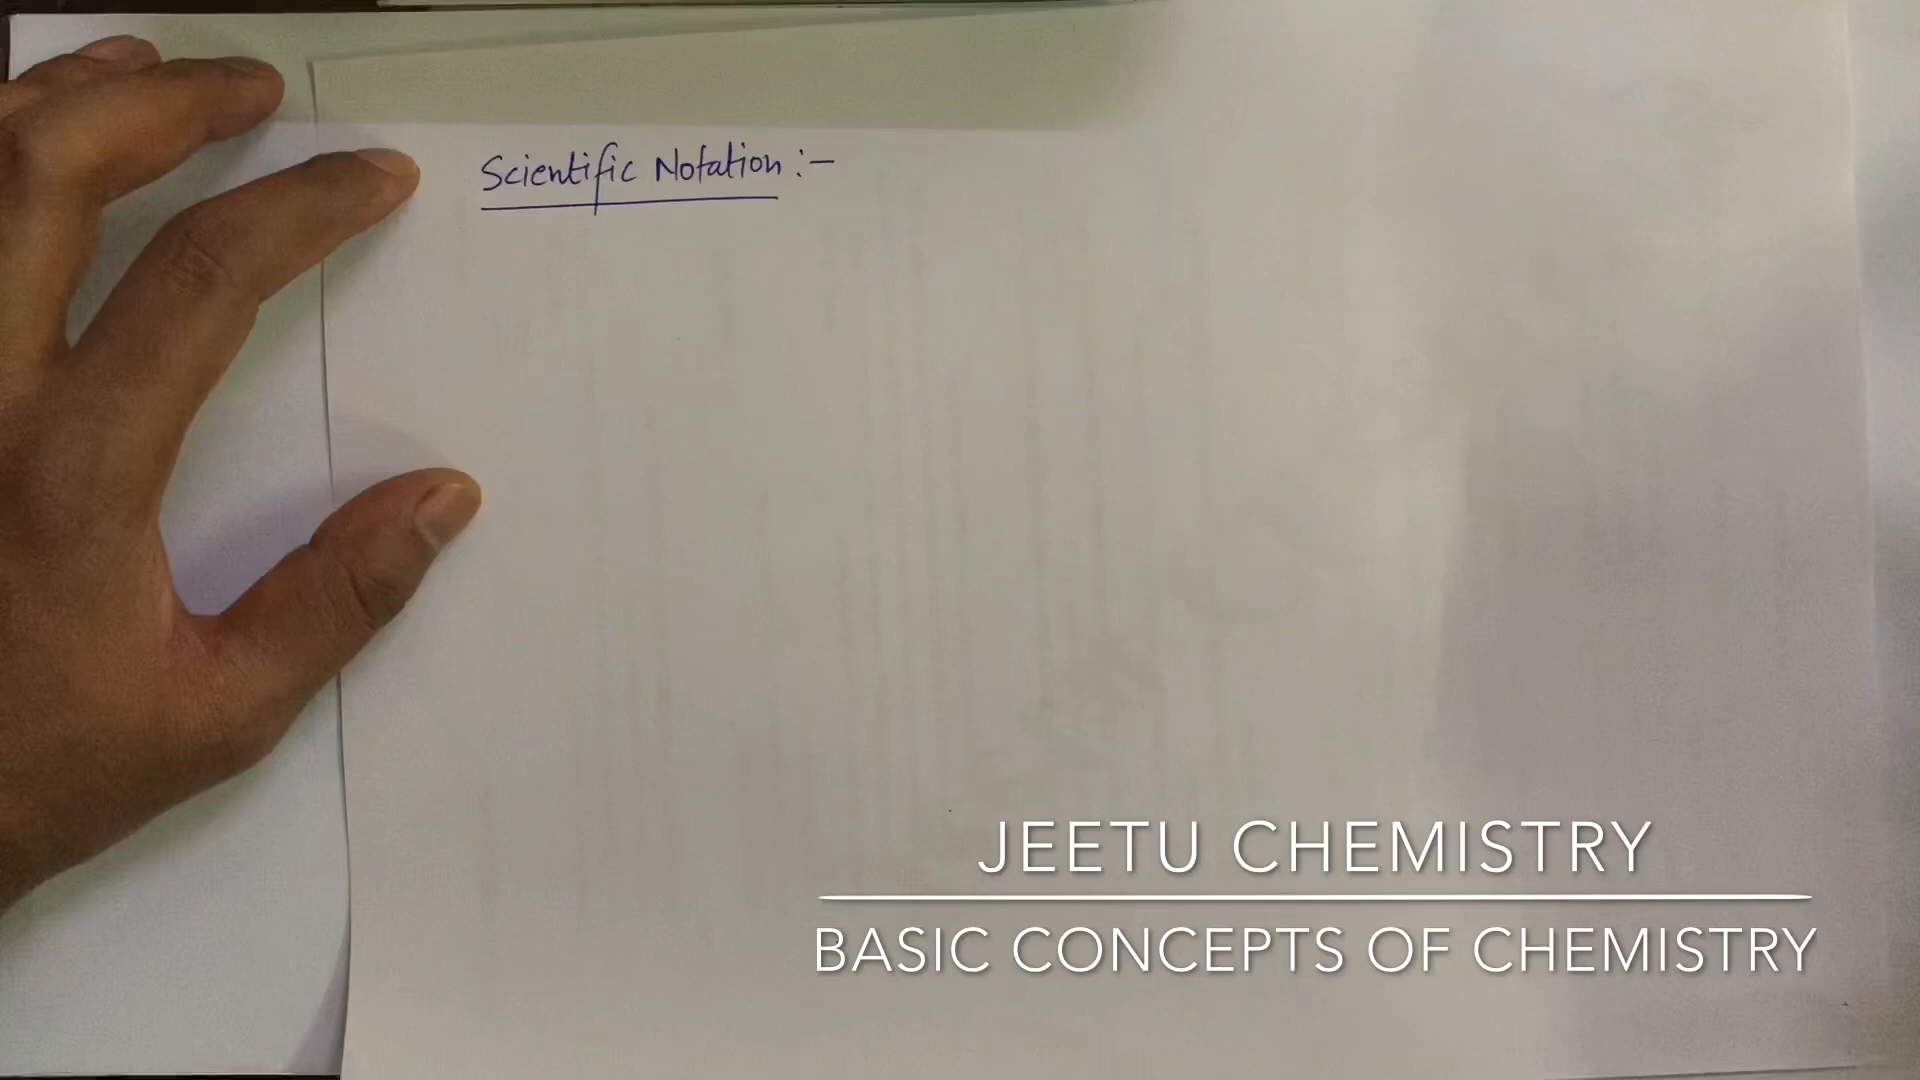 Scientific Notation :-
JEETU CHEMISTRY
BASIC CONCEPTS OF CHEMISTRY